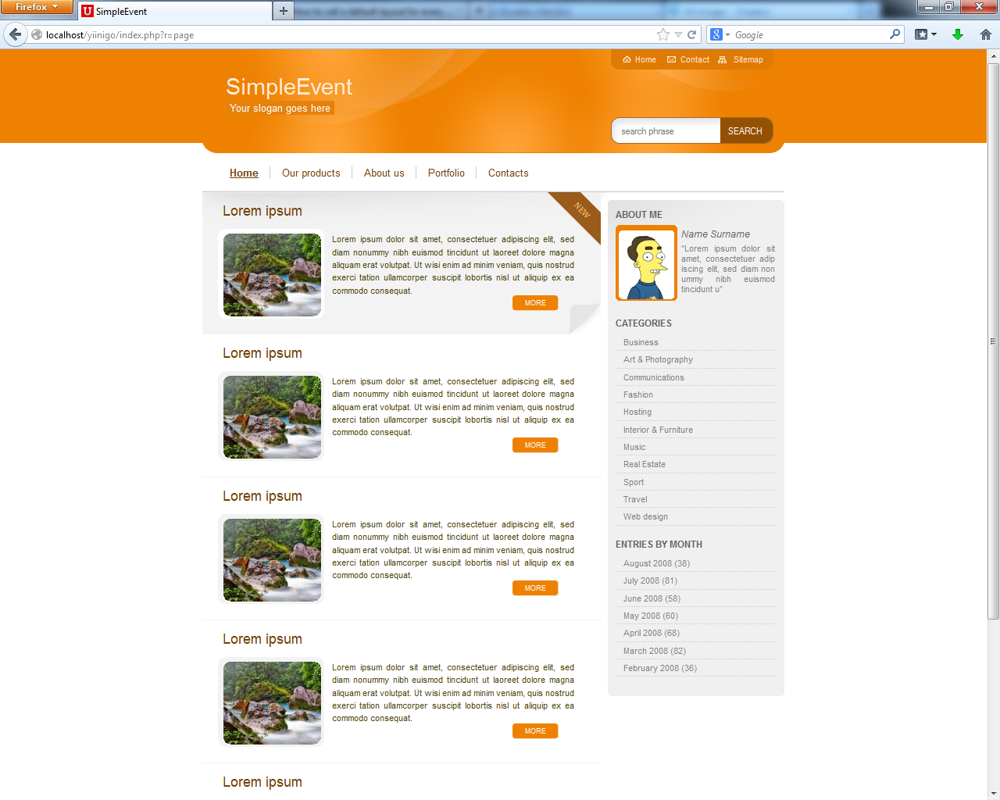 Firefox
SimpleEvent
localhost/yiinigo/index.php?r=page
Google
Home Contact Sitemap
SimpleEvent
Your slogan goes here
search phrase SEARCH
Home Our products About us Portfolio Contacts
Lorem ipsum
NEW
Lorem ipsum dolor sit amet, consectetuer adipiscing elit, sed
diam nonummy nibh euismod tincidunt ut laoreet dolore magna
aliquam erat volutpat. Ut wisi enim ad minim veniam, quis nostrud
exerci tation ullamcorper suscipit lobortis nisl ut aliquip ex ea
commodo consequat.
MORE
Lorem ipsum
Lorem ipsum dolor sit amet, consectetuer adipiscing elit, sed
diam nonummy nibh euismod tincidunt ut laoreet dolore magna
aliquam erat volutpat. Ut wisi enim ad minim veniam, quis nostrud
exerci tation ullamcorper suscipit lobortis nisl ut aliquip ex ea
commodo consequat.
MORE
Lorem ipsum
Lorem ipsum dolor sit amet, consectetuer adipiscing elit, sed
diam nonummy nibh euismod tincidunt ut laoreet dolore magna
aliquam erat volutpat. Ut wisi enim ad minim veniam, quis nostrud
exerci tation ullamcorper suscipit lobortis nisl ut aliquip ex ea
commodo consequat.
MORE
Lorem ipsum
Lorem ipsum dolor sit amet, consectetuer adipiscing elit, sed
diam nonummy nibh euismod tincidunt ut laoreet dolore magna
aliquam erat volutpat. Ut wisi enim ad minim veniam, quis nostrud
exerci tation ullamcorper suscipit lobortis nisl ut aliquip ex ea
commodo consequat.
MORE
Lorem ipsum
ABOUT ME
Name Surname
"Lorem ipsum dolor sit
amet, consectetuer adip
iscing elit, sed diam non
ummy nibh euismod
tincidunt u"
CATEGORIES
Business
Art & Photography
Communications
Fashion
Hosting
Interior & Furniture
Music
Real Estate
Sport
Travel
Web design
ENTRIES BY MONTH
August 2008 (38)
July 2008 (81)
June 2008 (58)
May 2008 (60)
April 2008 (68)
March 2008 (82)
February 2008 (36)